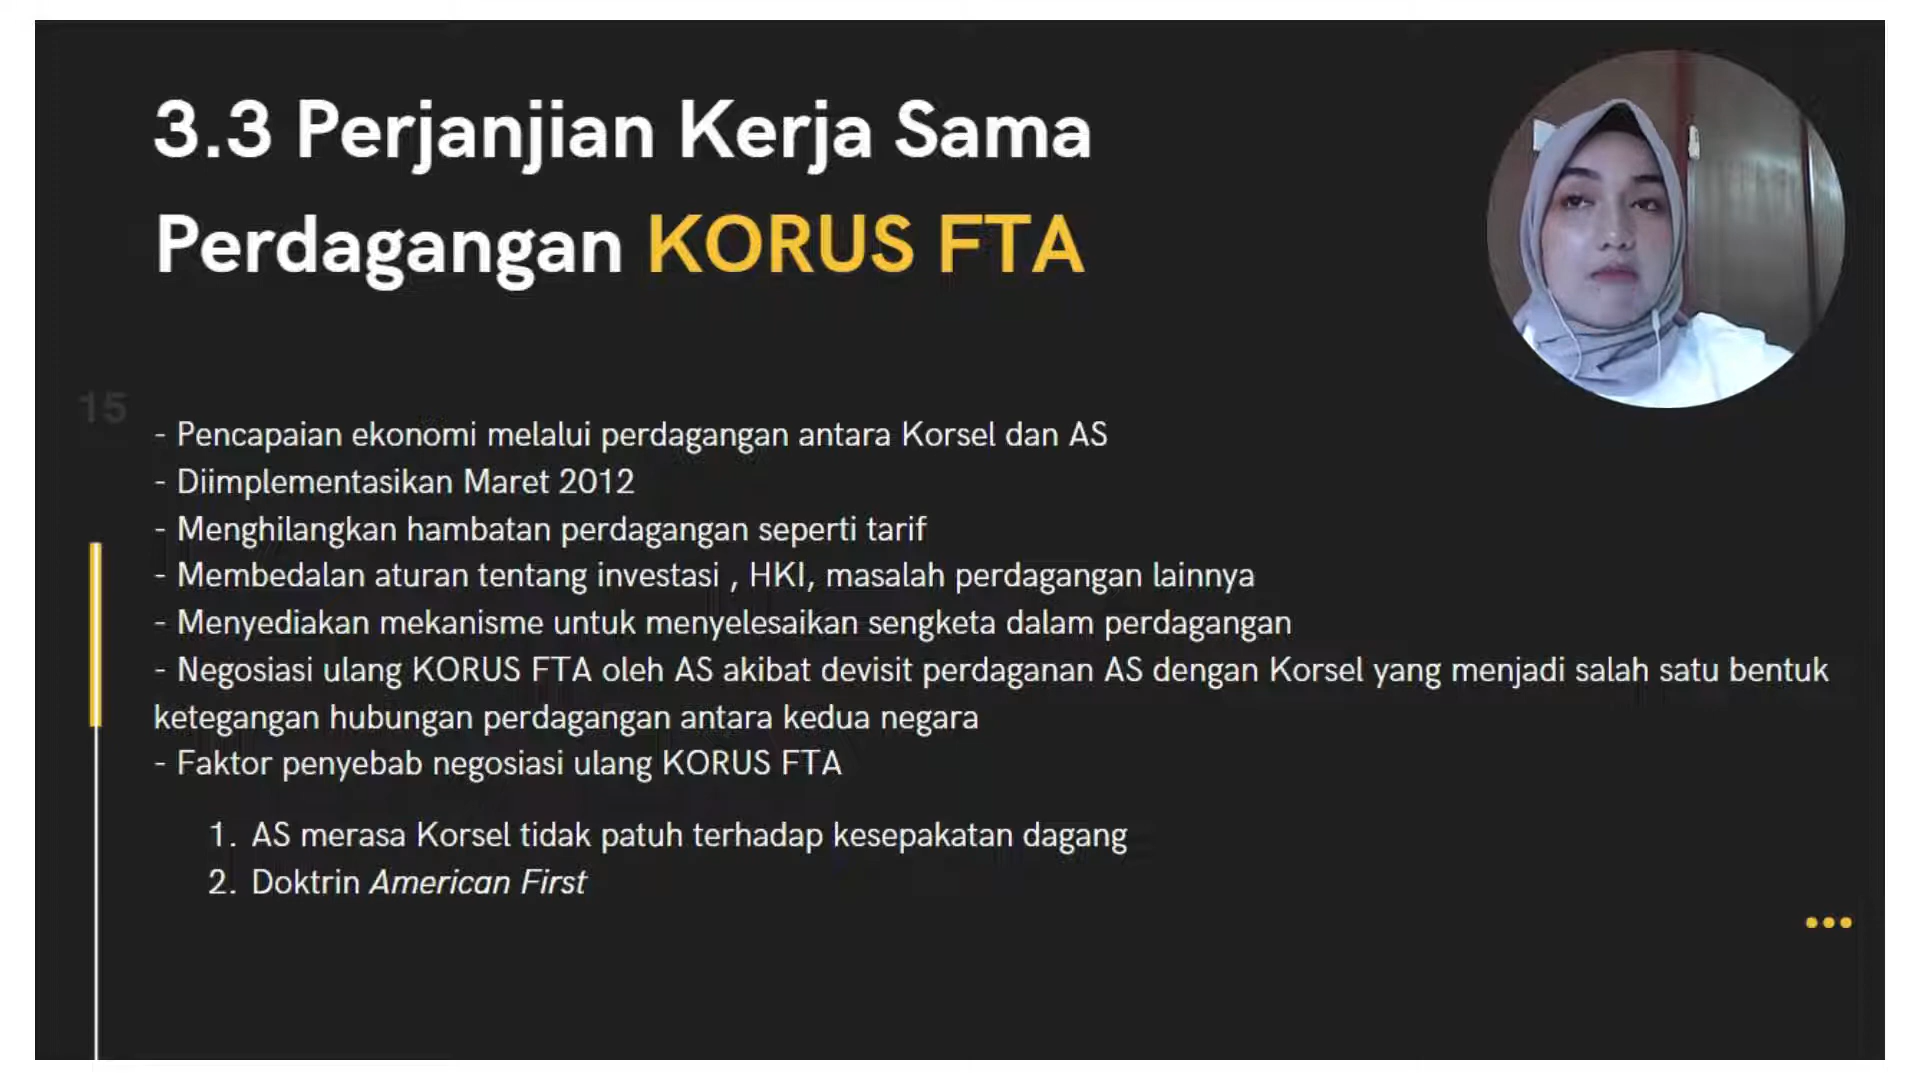 3.3 Perjanjian Kerja Sama
Perdagangan KORUS FTA
15
- Pencapaian ekonomi melalui perdagangan antara Korsel dan AS
- Diimplementasikan Maret 2012
- Menghilangkan hambatan perdagangan seperti tarif
- Membedalan aturan tentang investasi , HKI, masalah perdagangan lainnya
- Menyediakan mekanisme untuk menyelesaikan sengketa dalam perdagangan
- Negosiasi ulang KORUS FTA oleh AS akibat devisit perdaganan AS dengan Korsel yang menjadi salah satu bentuk
ketegangan hubungan perdagangan antara kedua negara
- Faktor penyebab negosiasi ulang KORUS FTA
1. AS merasa Korsel tidak patuh terhadap kesepakatan dagang
2. Doktrin American First